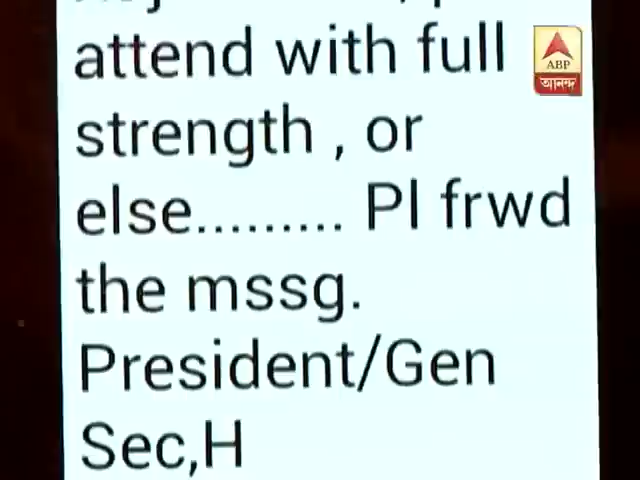 attend with full
strength , or
else......... Pl frwd
the mssg.
President/Gen
Sec,H
ABP
আনন্দ